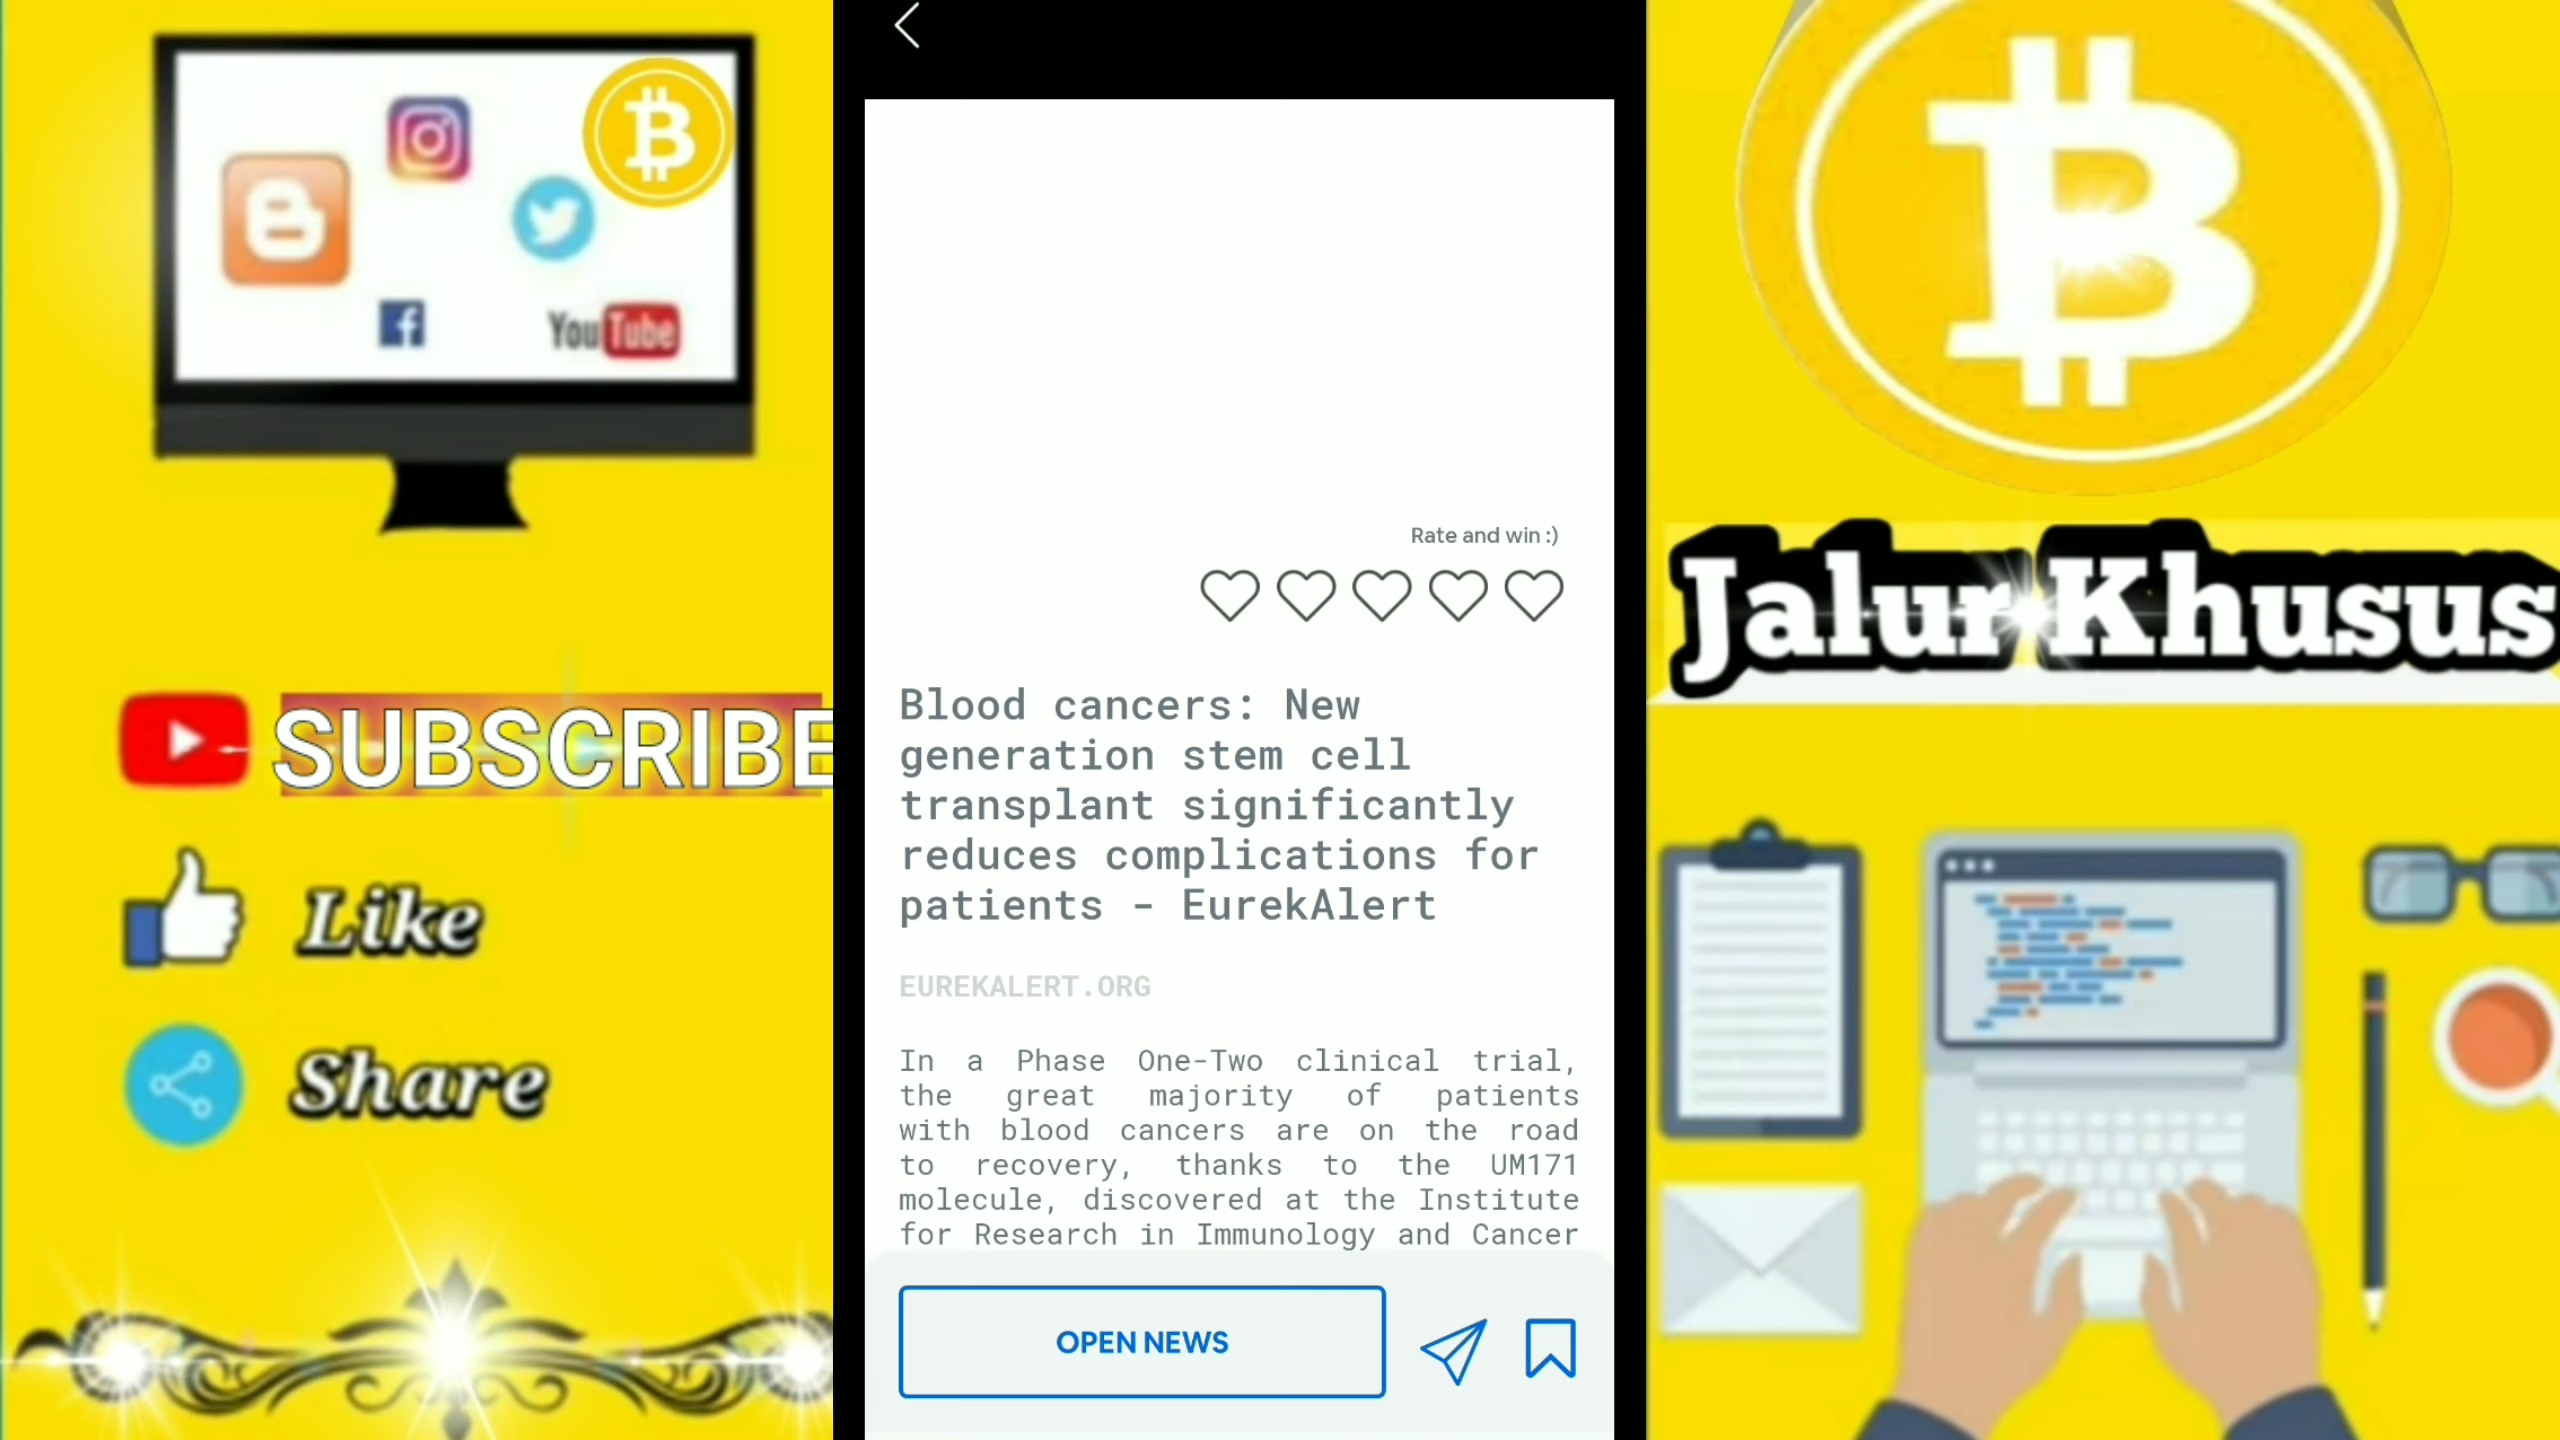 YouTube
SUBSCRIBE
Like
Share
Rate and win :)
Blood cancers: New
generation stem cell
transplant significantly
reduces complications for
patients - EurekAlert
EUREKALERT.ORG
In a Phase One-Two clinical trial,
the great majority of patients
with blood cancers are on the road
to recovery, thanks to the UM171
molecule, discovered at the Institute
for Research in Immunology and Cancer
OPEN NEWS
Jalur Khusus